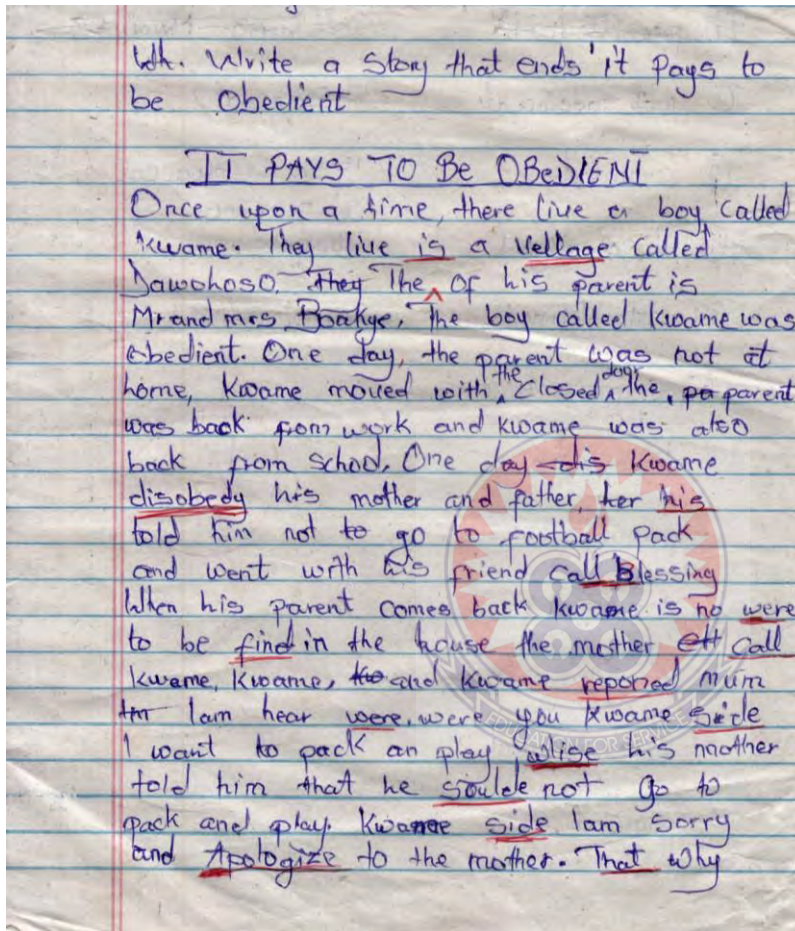 Wk. Write a Story that ends 'it Pays to
be Obedient
IT PAYS TO Be OBeDIENT
Once upon a time, there live a boy called
Kwame. They live is a Vellage called
Dawohoso. They The ^ of his parent is
Mr and mrs Boakye, The boy called Kwame was
obedient. One day, the parent was not at
home, Kwame moved with the closed door the, pa parent
was back from work and Kwame was also
back from school, One day dis Kwame
disobedy his mother and father, her his
told him not to go to football pack
and went with his friend call Blessing
When his parent comes back Kwame is no were
to be find in the house the mother call
Kwame, Kwame, and Kwame reponed mum
Iam hear were, were you Kwame side
I want to pack an play wlise his mother
told him that he soulde not go to
pack and play. Kwame side Iam sorry
and Apologize to the mother. That why
EDUCATION FOR SERVICE